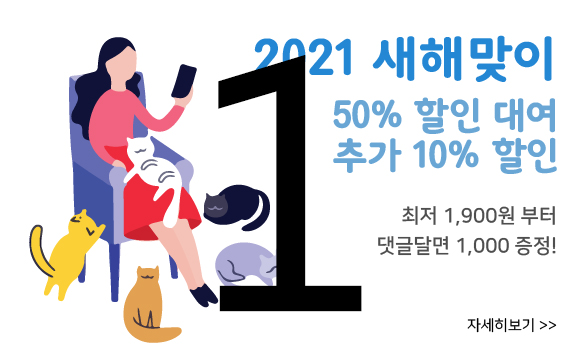 2021 새해맞이
50% 할인 대여
추가 10% 할인
최저 1,900원 부터
댓글달면 1,000 증정!
자세히보기 >>
1